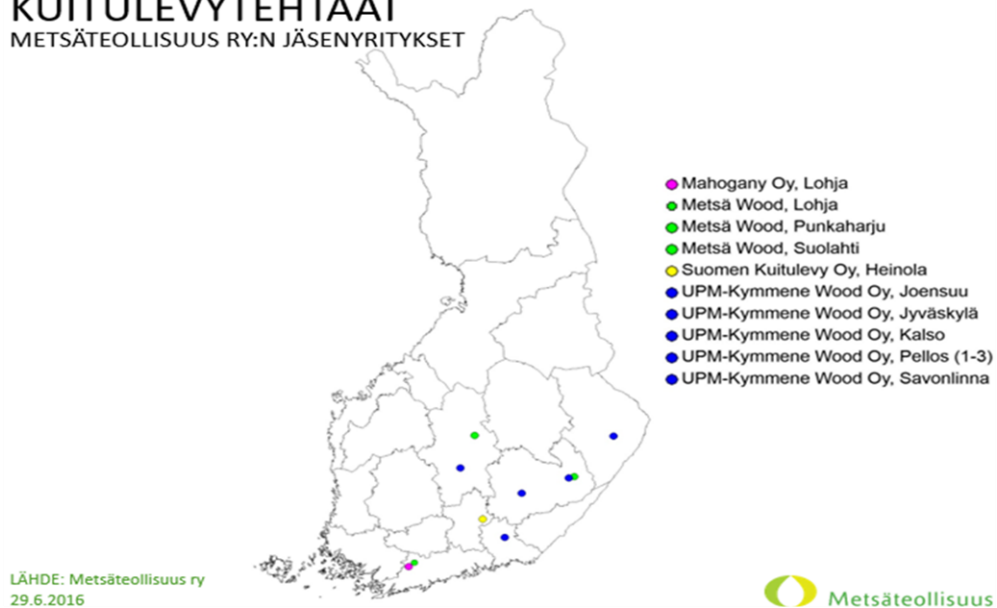 KUITULEVYTEHTAAT
METSÄTEOLLISUUS RY:N JÄSENYRITYKSET
Mahogany Oy, Lohja
Metsä Wood, Lohja
Metsä Wood, Punkaharju
Metsä Wood, Suolahti
Suomen Kuitulevy Oy, Heinola
UPM-Kymmene Wood Oy, Joensuu
UPM-Kymmene Wood Oy, Jyväskylä
UPM-Kymmene Wood Oy, Kalso
UPM-Kymmene Wood Oy, Pellos (1-3)
UPM-Kymmene Wood Oy, Savonlinna
LÄHDE: Metsäteollisuus ry
29.6.2016
Metsäteollisuus